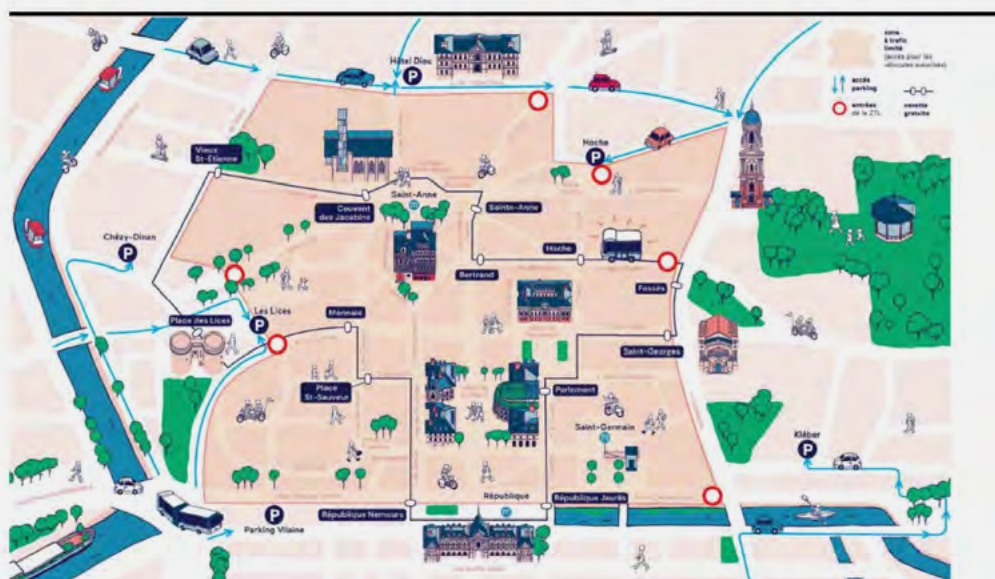 zone
à trafic
limité
(accès pour les
véhicules autorisés)
accès
parking
navette
gratuite
entrées
de la ZTL
Hôtel Dieu
P
Hoche
P
Vieux
St-Etienne
Saint-Anne
Couvent
des Jacobins
Sainte-Anne
Chézy-Dinan
P
Hoche
Bertrand
Fossés
Les Lices
P
Place des Lices
Monnaie
Saint-Georges
Place
St-Sauveur
Parlement
Saint-Germain
Kléber
P
République
République Nemours
République Jaurès
P
Parking Vilaine